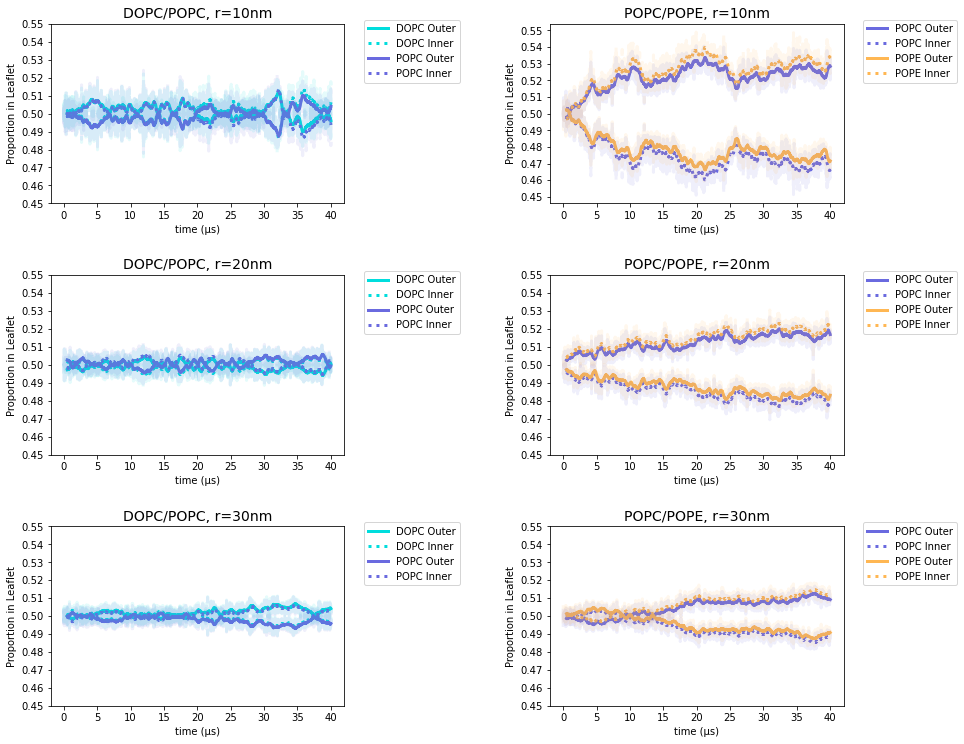 DOPC/POPC, r=10nm
0.55
0.54
0.53
0.52
0.51
0.50
0.49
0.48
0.47
0.46
0.45
Proportion in Leaflet
0 5 10 15 20 25 30 35 40
time (μs)
DOPC Outer
DOPC Inner
POPC Outer
POPC Inner
POPC/POPE, r=10nm
0.55
0.54
0.53
0.52
0.51
0.50
0.49
0.48
0.47
0.46
0.45
Proportion in Leaflet
0 5 10 15 20 25 30 35 40
time (μs)
POPC Outer
POPC Inner
POPE Outer
POPE Inner
DOPC/POPC, r=20nm
0.55
0.54
0.53
0.52
0.51
0.50
0.49
0.48
0.47
0.46
0.45
Proportion in Leaflet
0 5 10 15 20 25 30 35 40
time (μs)
DOPC Outer
DOPC Inner
POPC Outer
POPC Inner
POPC/POPE, r=20nm
0.55
0.54
0.53
0.52
0.51
0.50
0.49
0.48
0.47
0.46
0.45
Proportion in Leaflet
0 5 10 15 20 25 30 35 40
time (μs)
POPC Outer
POPC Inner
POPE Outer
POPE Inner
DOPC/POPC, r=30nm
0.55
0.54
0.53
0.52
0.51
0.50
0.49
0.48
0.47
0.46
0.45
Proportion in Leaflet
0 5 10 15 20 25 30 35 40
time (μs)
DOPC Outer
DOPC Inner
POPC Outer
POPC Inner
POPC/POPE, r=30nm
0.55
0.54
0.53
0.52
0.51
0.50
0.49
0.48
0.47
0.46
0.45
Proportion in Leaflet
0 5 10 15 20 25 30 35 40
time (μs)
POPC Outer
POPC Inner
POPE Outer
POPE Inner